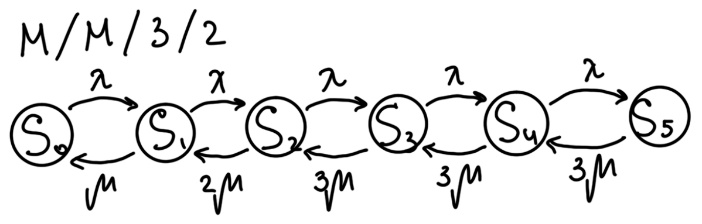 M/M/3/2
λ λ λ λ λ
S₀ S₁ S₂ S₃ S₄ S₅
μ 2μ 3μ 3μ 3μ